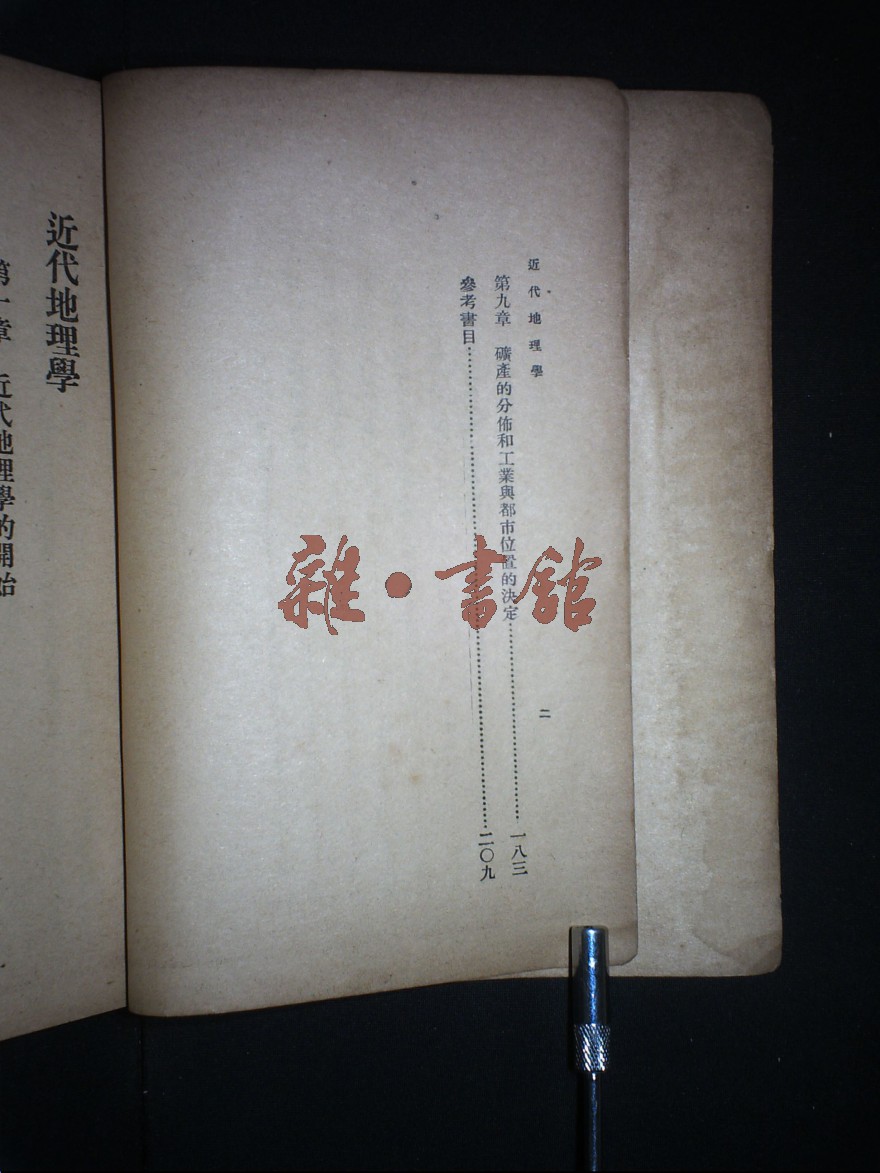 近代地理學
第九章　礦產的分佈和工業與都市位置的決定……一八三
參考書目……二〇九
二
近代地理學
第一章　近代地理學的開始
雜・書館